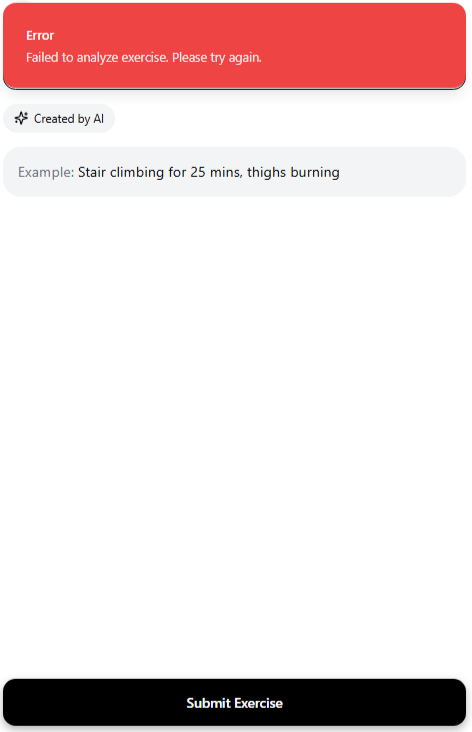 Error
Failed to analyze exercise. Please try again.
Created by AI
Example: Stair climbing for 25 mins, thighs burning
Submit Exercise